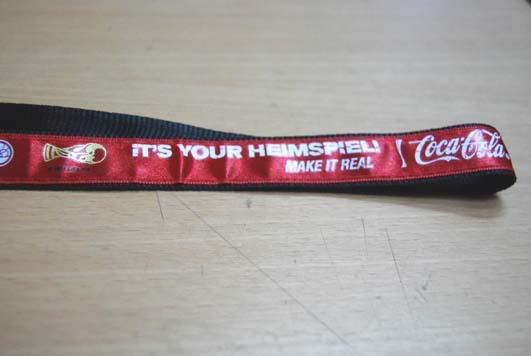 IT'S YOUR HEIMSPIEL!
MAKE IT REAL
Coca-Cola